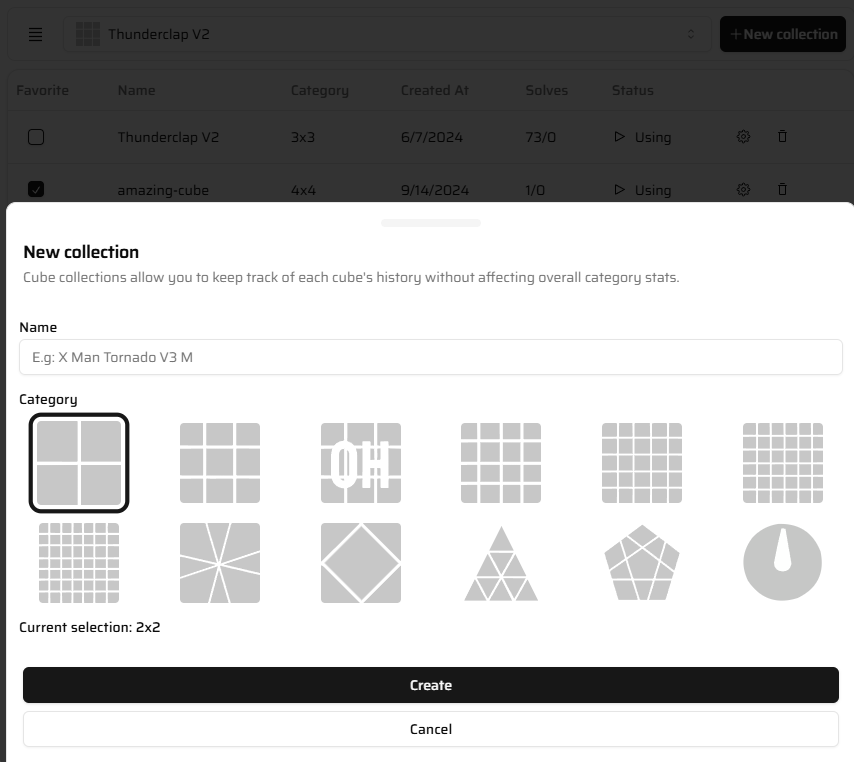 Thunderclap V2
+ New collection
Favorite Name Category Created At Solves Status
Thunderclap V2 3x3 6/7/2024 73/0 Using
amazing-cube 4x4 9/14/2024 1/0 Using
New collection
Cube collections allow you to keep track of each cube's history without affecting overall category stats.
Name
E.g: X Man Tornado V3 M
Category
OH
Current selection: 2x2
Create
Cancel